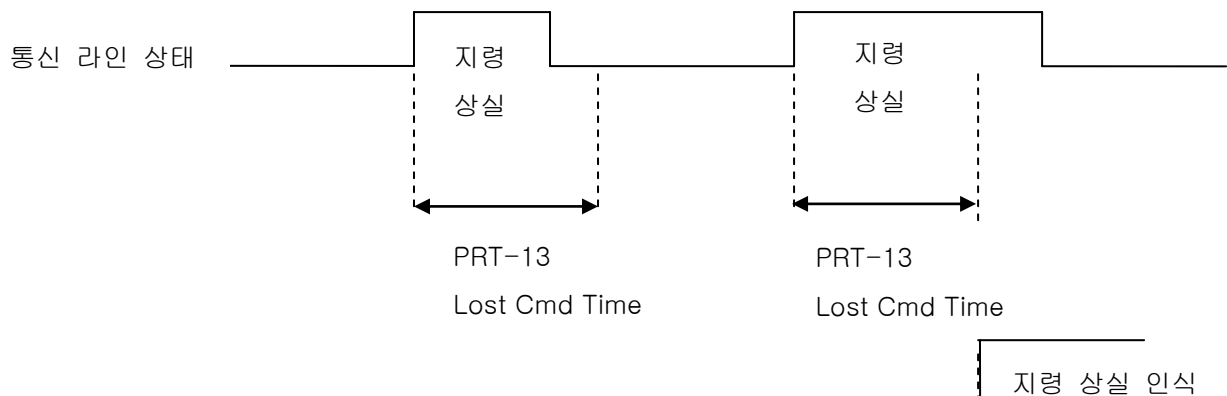 통신 라인 상태
지령
상실
지령
상실
PRT-13
Lost Cmd Time
PRT-13
Lost Cmd Time
지령 상실 인식